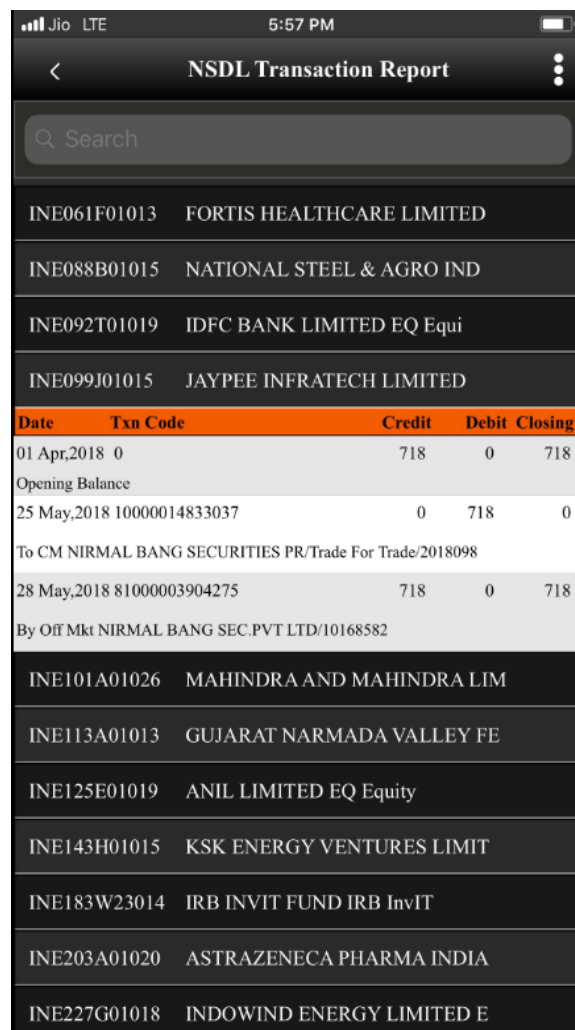 Jio LTE 5:57 PM
NSDL Transaction Report
Search
INE061F01013 FORTIS HEALTHCARE LIMITED
INE088B01015 NATIONAL STEEL & AGRO IND
INE092T01019 IDFC BANK LIMITED EQ Equi
INE099J01015 JAYPEE INFRATECH LIMITED
Date Txn Code Credit Debit Closing
01 Apr,2018 0 718 0 718
Opening Balance
25 May,2018 10000014833037 0 718 0
To CM NIRMAL BANG SECURITIES PR/Trade For Trade/2018098
28 May,2018 81000003904275 718 0 718
By Off Mkt NIRMAL BANG SEC.PVT LTD/10168582
INE101A01026 MAHINDRA AND MAHINDRA LIM
INE113A01013 GUJARAT NARMADA VALLEY FE
INE125E01019 ANIL LIMITED EQ Equity
INE143H01015 KSK ENERGY VENTURES LIMIT
INE183W23014 IRB INVIT FUND IRB InvIT
INE203A01020 ASTRAZENECA PHARMA INDIA
INE227G01018 INDOWIND ENERGY LIMITED E